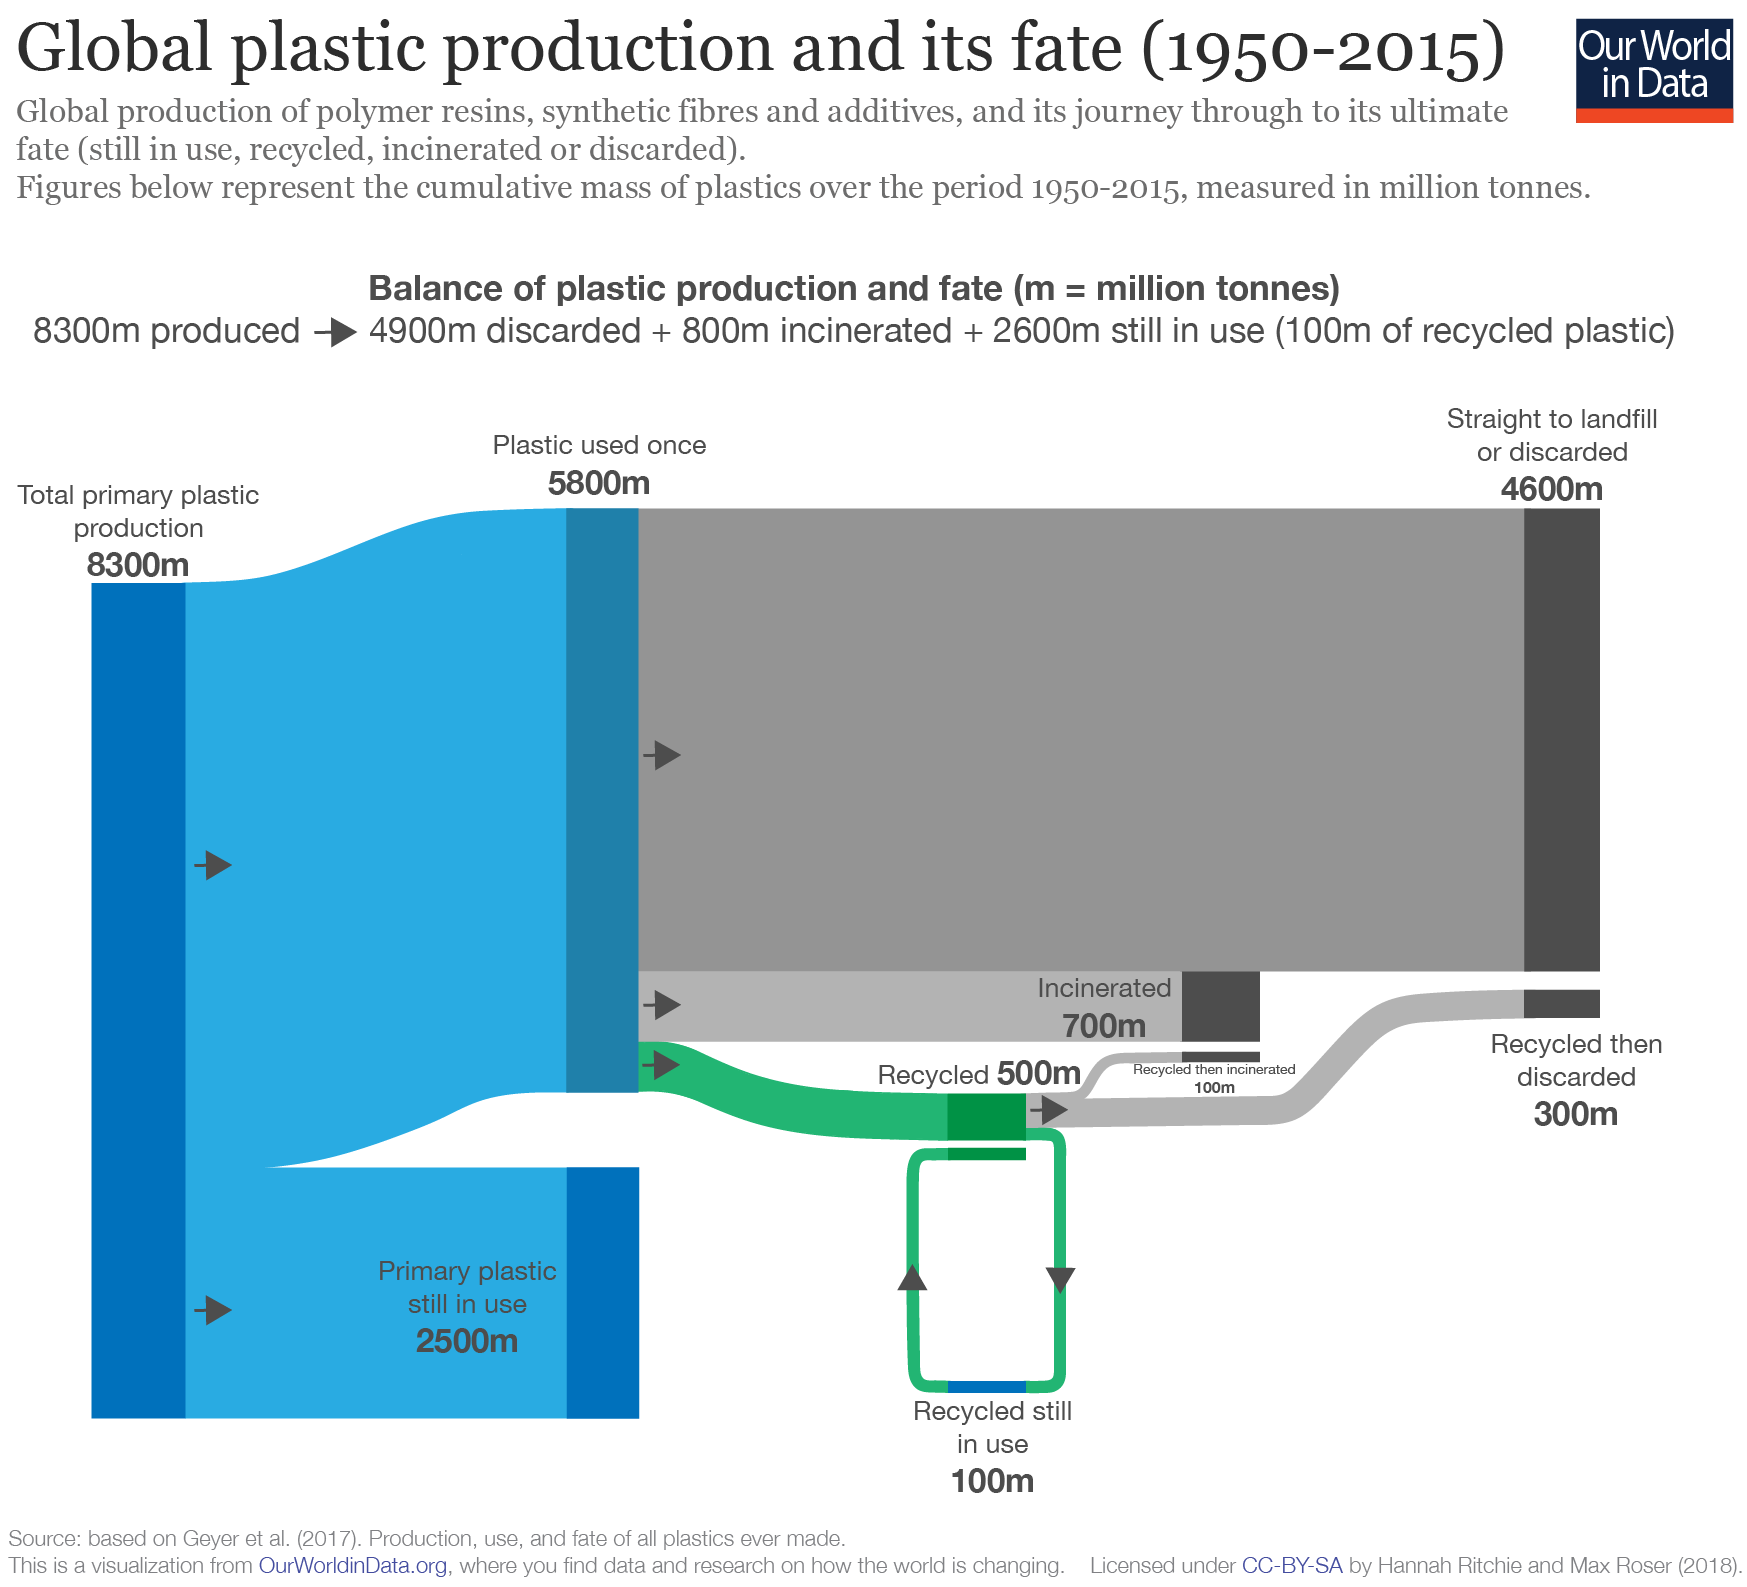 Global plastic production and its fate (1950-2015)
Our World
in Data
Global production of polymer resins, synthetic fibres and additives, and its journey through to its ultimate
fate (still in use, recycled, incinerated or discarded).
Figures below represent the cumulative mass of plastics over the period 1950-2015, measured in million tonnes.
Balance of plastic production and fate (m = million tonnes)
8300m produced → 4900m discarded + 800m incinerated + 2600m still in use (100m of recycled plastic)
Total primary plastic
production
8300m
Plastic used once
5800m
Straight to landfill
or discarded
4600m
Incinerated
700m
Recycled 500m
Recycled then incinerated
100m
Recycled then
discarded
300m
Primary plastic
still in use
2500m
Recycled still
in use
100m
Source: based on Geyer et al. (2017). Production, use, and fate of all plastics ever made.
This is a visualization from OurWorldinData.org, where you find data and research on how the world is changing.
Licensed under CC-BY-SA by Hannah Ritchie and Max Roser (2018).